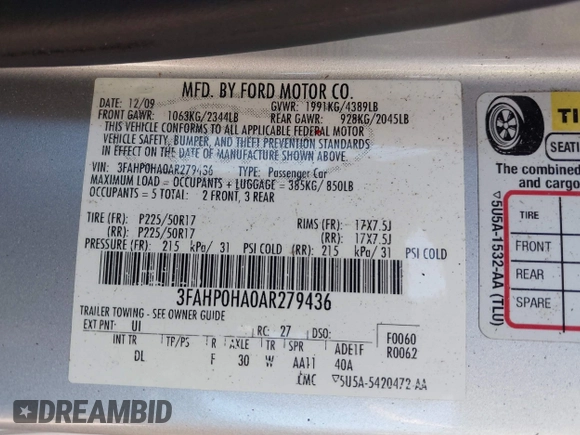 MFD. BY FORD MOTOR CO.
DATE: 12/09 GVWR: 1991KG/4389LB
FRONT GAWR: 1063KG/2344LB REAR GAWR: 928KG/2045LB
THIS VEHICLE CONFORMS TO ALL APPLICABLE FEDERAL MOTOR
VEHICLE SAFETY, BUMPER, AND THEFT PREVENTION STANDARDS
IN EFFECT ON THE DATE OF MANUFACTURE SHOWN ABOVE.
VIN: 3FAHP0HA0AR279436 TYPE: Passenger Car
MAXIMUM LOAD = OCCUPANTS + LUGGAGE = 385KG/850LB
OCCUPANTS = 5 TOTAL: 2 FRONT, 3 REAR
TIRE (FR): P225/50R17 RIMS (FR): 17X7.5J
(RR): P225/50R17 (RR): 17X7.5J
PRESSURE (FR): 215 kPa/ 31 PSI COLD (RR): 215 kPa/ 31 PSI COLD
3FAHP0HA0AR279436
TRAILER TOWING - SEE OWNER GUIDE
EXT PNT: UI RC: 27 DSO: F0060
R0062
INT TR TP/PS R AXLE TR SPR ADE1F
DL F 30 W AA11 40A
CMC ▽5U5A-5420472-AA
▽5U5A-1532-AA (TLU)
TI
SEATI
The combined
and cargo
TIRE
FRONT
REAR
SPARE
DREAMBID